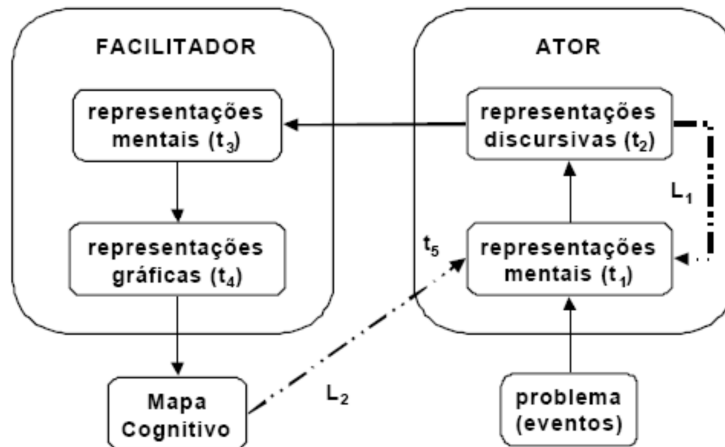 FACILITADOR
representações
mentais (t3)
representações
gráficas (t4)
Mapa
Cognitivo
ATOR
representações
discursivas (t2)
L1
t5
representações
mentais (t1)
L2
problema
(eventos)